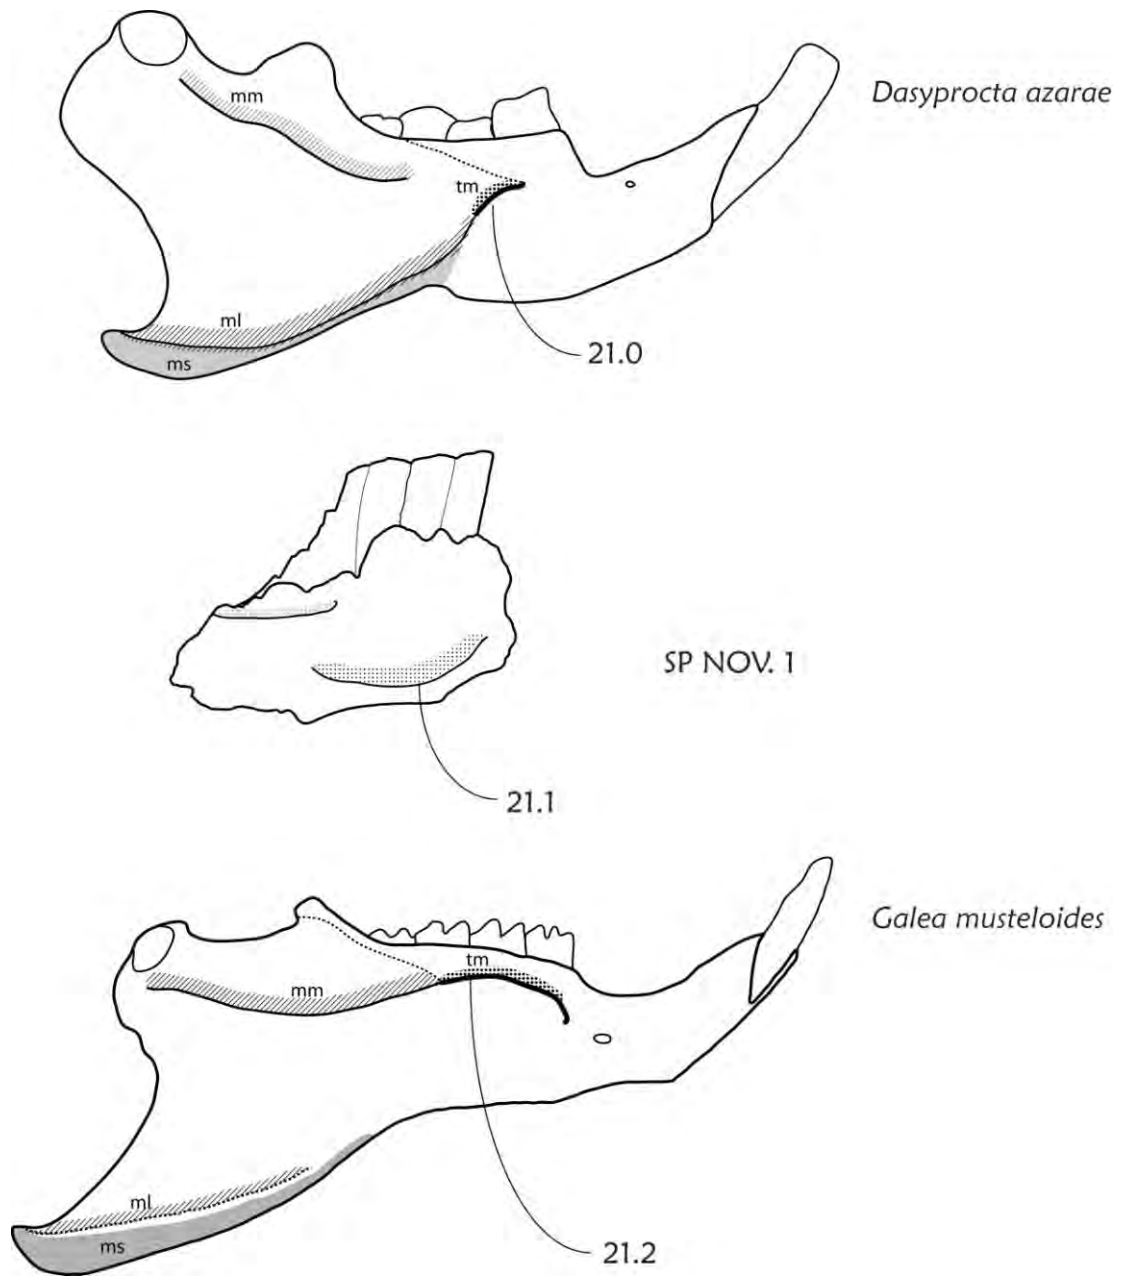 Dasyprocta azarae
mm
tm
ml
21.0
ms
SP NOV. 1
21.1
Galea musteloides
tm
mm
ml
ms
21.2